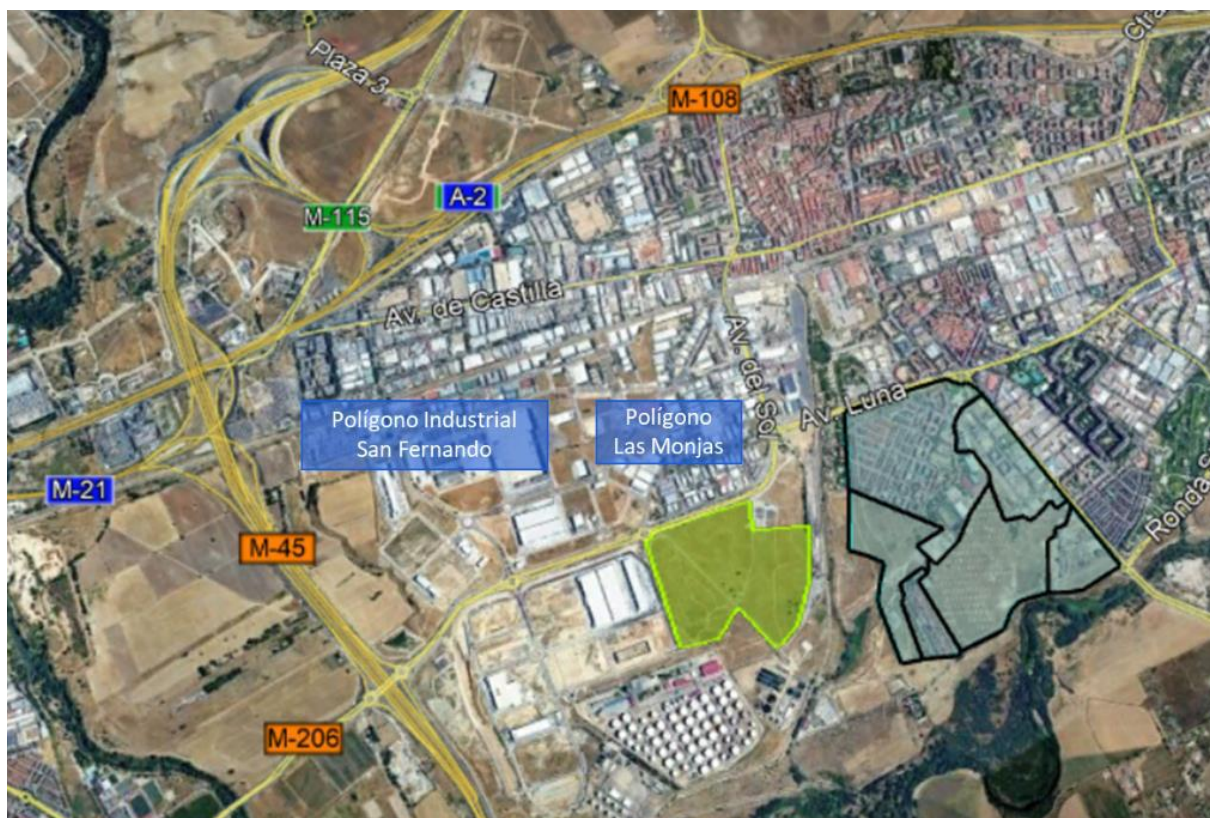 Plaza 3
Ctra
M-108
A-2
M-115
Av. de Castilla
Av. de Sol
Av. Luna
Polígono Industrial
San Fernando
Polígono
Las Monjas
M-21
Ronda S
M-45
M-206